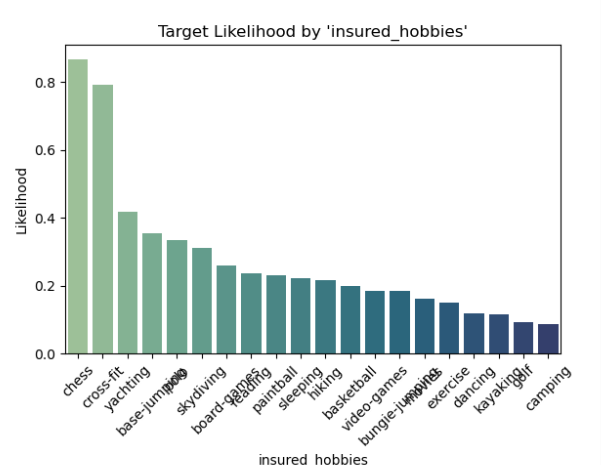 Target Likelihood by 'insured_hobbies'
Likelihood
0.8
0.6
0.4
0.2
0.0
chess
cross-fit
yachting
base-jumping
polo
skydiving
board-games
reading
paintball
sleeping
hiking
basketball
video-games
bungie-jumping
movies
exercise
dancing
kayaking
golf
camping
insured_hobbies